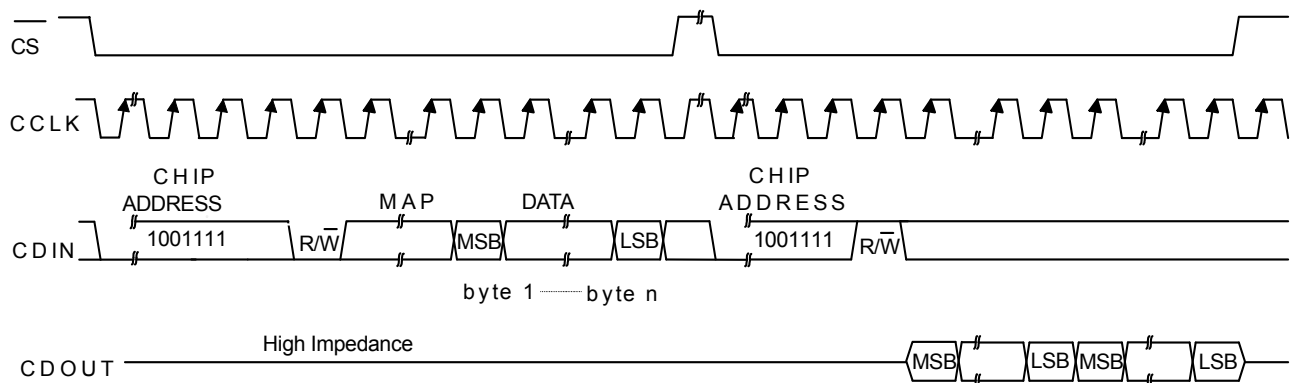 CS
CCLK
CHIP
ADDRESS
MAP
DATA
CHIP
ADDRESS
CDIN
1001111
R/W
MSB
LSB
1001111
R/W
byte 1 ........ byte n
High Impedance
CDOUT
MSB
LSB
MSB
LSB